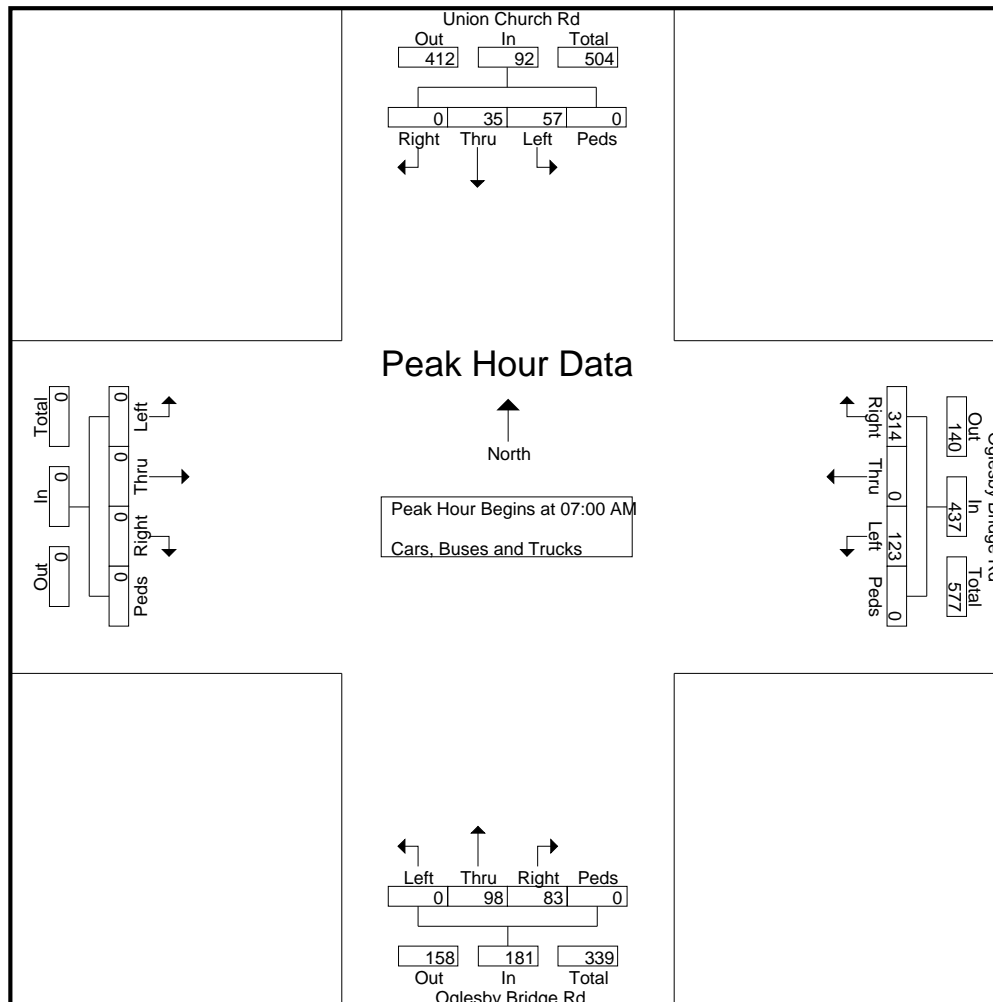 Union Church Rd
Out In Total
412 92 504
0 35 57 0
Right Thru Left Peds
Peak Hour Data
North
Peak Hour Begins at 07:00 AM
Cars, Buses and Trucks
Total In Out
0 0 0
0 0 0 0
Left Thru Right Peds
Oglesby Bridge Rd
Out In Total
140 437 577
314 0 123 0
Right Thru Left Peds
Left Thru Right Peds
0 98 83 0
158 181 339
Out In Total
Oglesby Bridge Rd